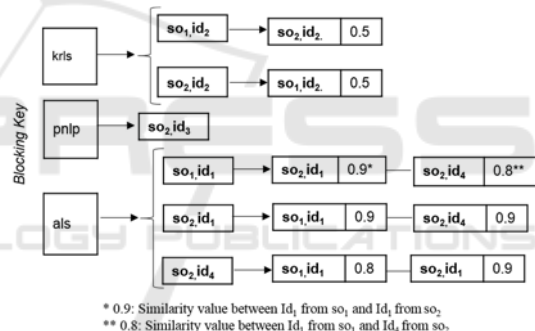 Blocking Key
krls
so1,id2 so2,id2. 0.5
so2,id2 so1,id2. 0.5
pnlp
so2,id3
als
so1,id1 so2,id1 0.9* so2,id4 0.8**
so2,id1 so1,id1 0.9 so2,id4 0.9
so2,id4 so1,id1 0.8 so2,id1 0.9
* 0.9: Similarity value between Id1 from so1 and Id1 from so2
** 0.8: Similarity value between Id1 from so1 and Id4 from so2